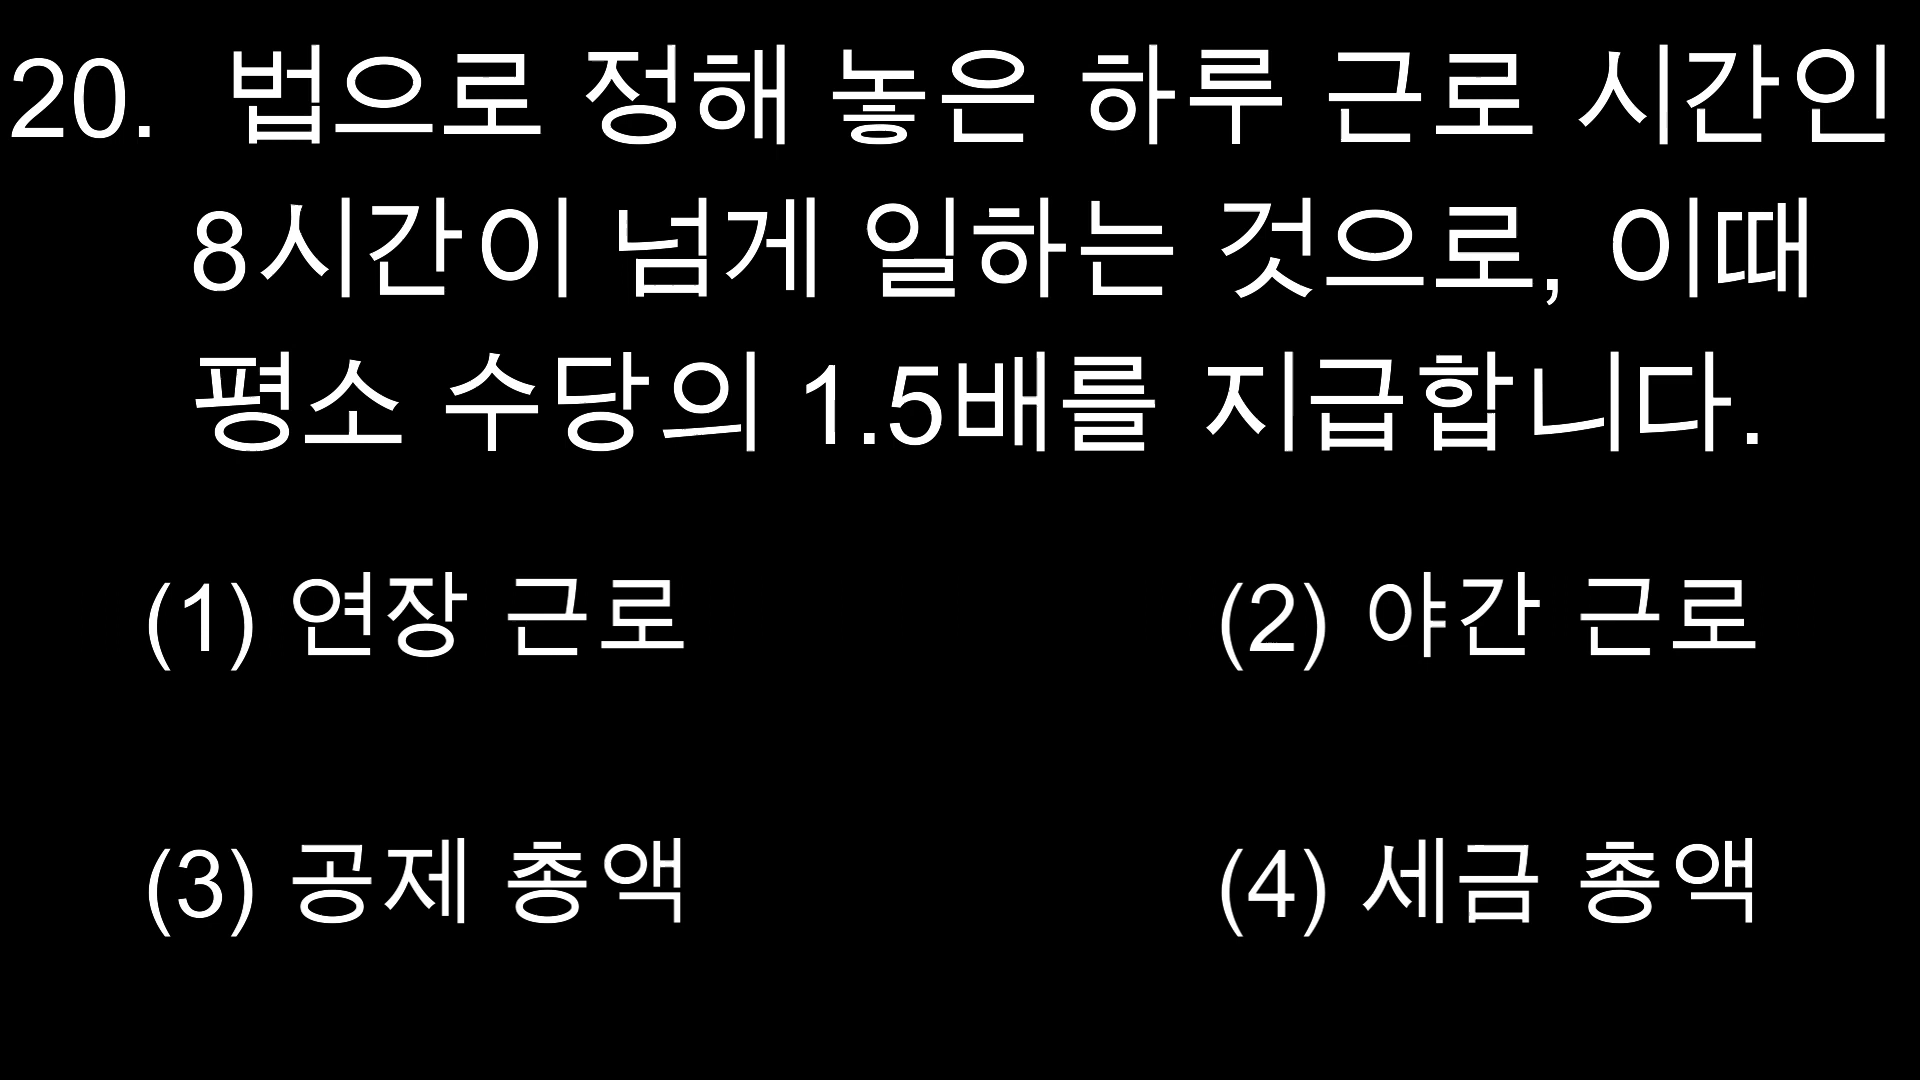 20. 법으로 정해 놓은 하루 근로 시간인
8시간이 넘게 일하는 것으로, 이때
평소 수당의 1.5배를 지급합니다.
(1) 연장 근로 (2) 야간 근로
(3) 공제 총액 (4) 세금 총액